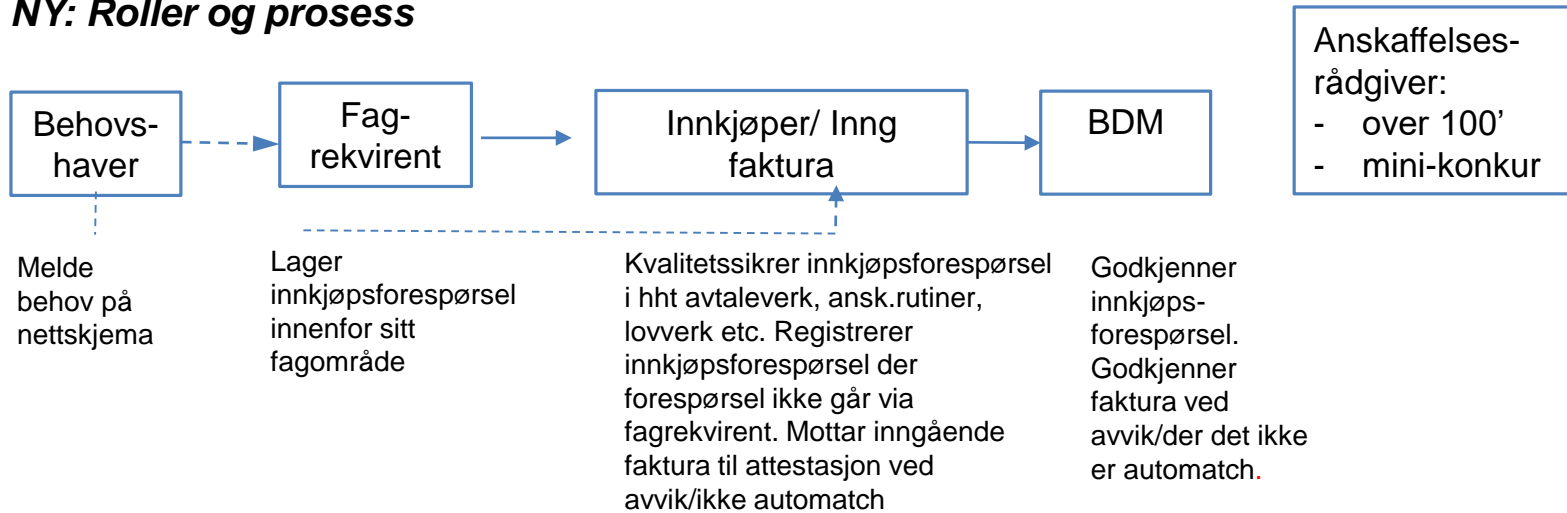 NY: Roller og prosess
Behovs-
haver
Fag-
rekvirent
Innkjøper/ Inng
faktura
BDM
Anskaffelses-
rådgiver:
- over 100’
- mini-konkur
Melde
behov på
nettskjema
Lager
innkjøpsforespørsel
innenfor sitt
fagområde
Kvalitetssikrer innkjøpsforespørsel
i hht avtaleverk, ansk.rutiner,
lovverk etc. Registrerer
innkjøpsforespørsel der
forespørsel ikke går via
fagrekvirent. Mottar inngående
faktura til attestasjon ved
avvik/ikke automatch
Godkjenner
innkjøps-
forespørsel.
Godkjenner
faktura ved
avvik/der det ikke
er automatch.